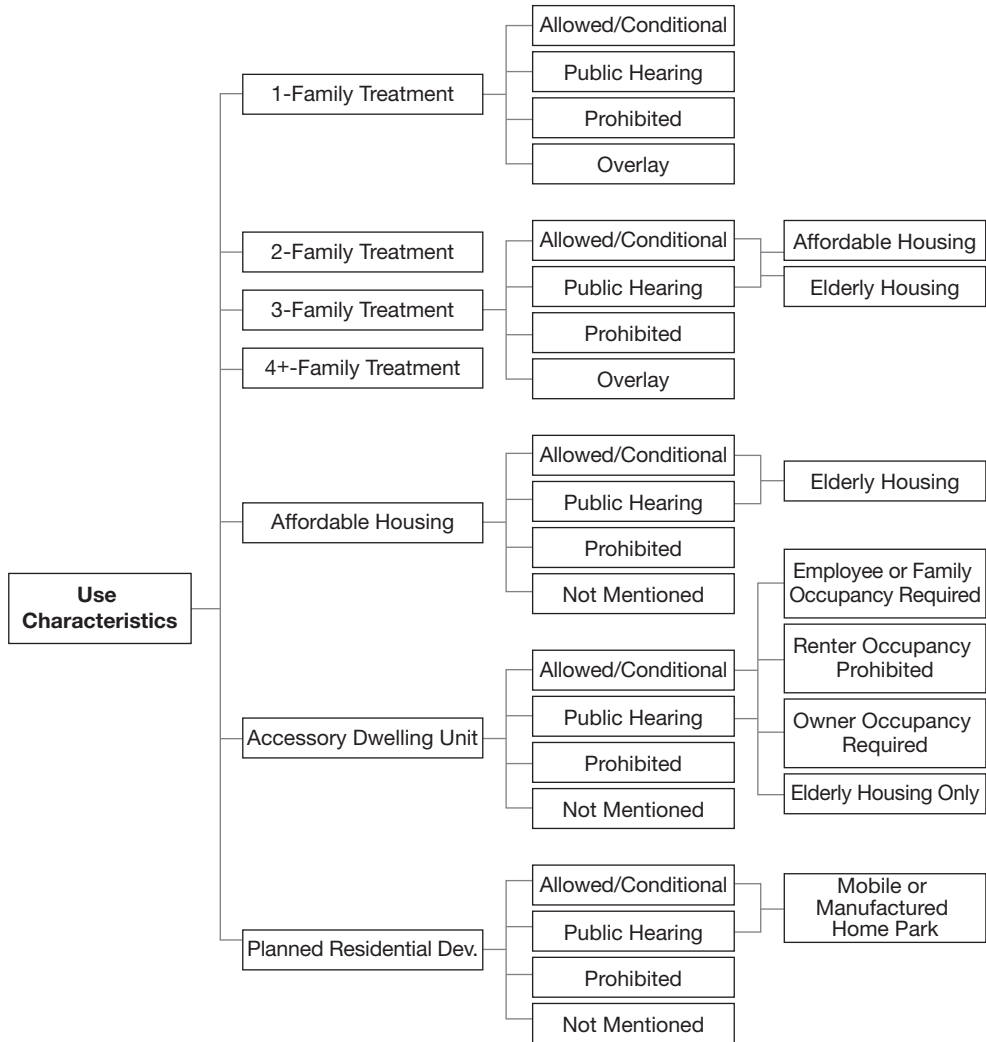 Use
Characteristics
1-Family Treatment
Allowed/Conditional
Public Hearing
Prohibited
Overlay
2-Family Treatment
3-Family Treatment
4+-Family Treatment
Allowed/Conditional
Public Hearing
Prohibited
Overlay
Affordable Housing
Elderly Housing
Affordable Housing
Allowed/Conditional
Public Hearing
Prohibited
Not Mentioned
Elderly Housing
Accessory Dwelling Unit
Allowed/Conditional
Public Hearing
Prohibited
Not Mentioned
Employee or Family
Occupancy Required
Renter Occupancy
Prohibited
Owner Occupancy
Required
Elderly Housing Only
Planned Residential Dev.
Allowed/Conditional
Public Hearing
Prohibited
Not Mentioned
Mobile or
Manufactured
Home Park